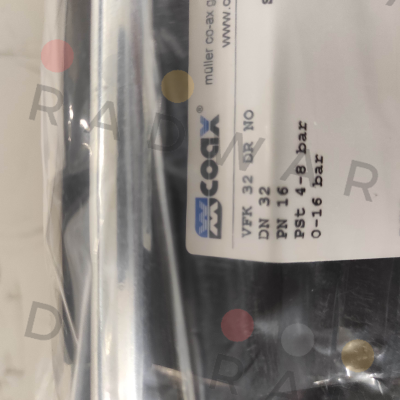 müller co-ax g
www.c
coax®
VFK 32 DR NO
DN 32
PN 16
PSt 4-8 bar
0-16 bar
RADWAR